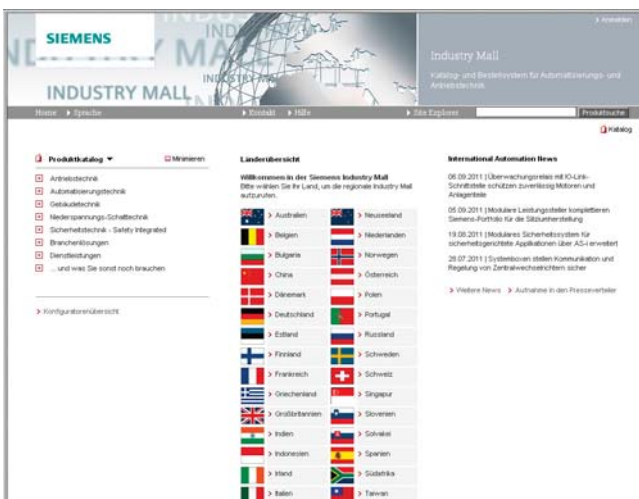 SIEMENS
INDUSTRY MALL
> Anmelden
Industry Mall
Katalog- und Bestellsystem für Automatisierungs- und
Antriebstechnik
Home > Sprache > Kontakt > Hilfe > Site Explorer Produktsuche
Katalog
Produktkatalog Minimieren
Antriebstechnik
Automatisierungstechnik
Gebäudetechnik
Niederspannungs-Schalttechnik
Sicherheitstechnik - Safety Integrated
Branchenlösungen
Dienstleistungen
... und was Sie sonst noch brauchen
> Konfiguratorenübersicht
Länderübersicht
Willkommen in der Siemens Industry Mall
Bitte wählen Sie Ihr Land, um die regionale Industry Mall
aufzurufen.
> Australien > Neuseeland
> Belgien > Niederlanden
> Bulgaria > Norwegen
> China > Österreich
> Dänemark > Polen
> Deutschland > Portugal
> Estland > Russland
> Finnland > Schweden
> Frankreich > Schweiz
> Griechenland > Singapur
> Großbritannien > Slovenien
> Indien > Solvakei
> Indonesien > Spanien
> Irland > Südafrika
> Italien > Taiwan
International Automation News
06.09.2011 | Überwachungsrelais mit IO-Link-
Schnittstelle schützen zuverlässig Motoren und
Anlagenteile
05.09.2011 | Modulare Leistungssteller komplettieren
Siemens-Portfolio für die Silziumherstellung
19.08.2011 | Modulares Sicherheitssystem für
sicherheitsgerichtete Applikationen über AS-i erweitert
26.07.2011 | Systemboxen stellen Kommunikation und
Regelung von Zentralwechselrichtern sicher
> Weitere News > Aufnahme in den Presseverteiler